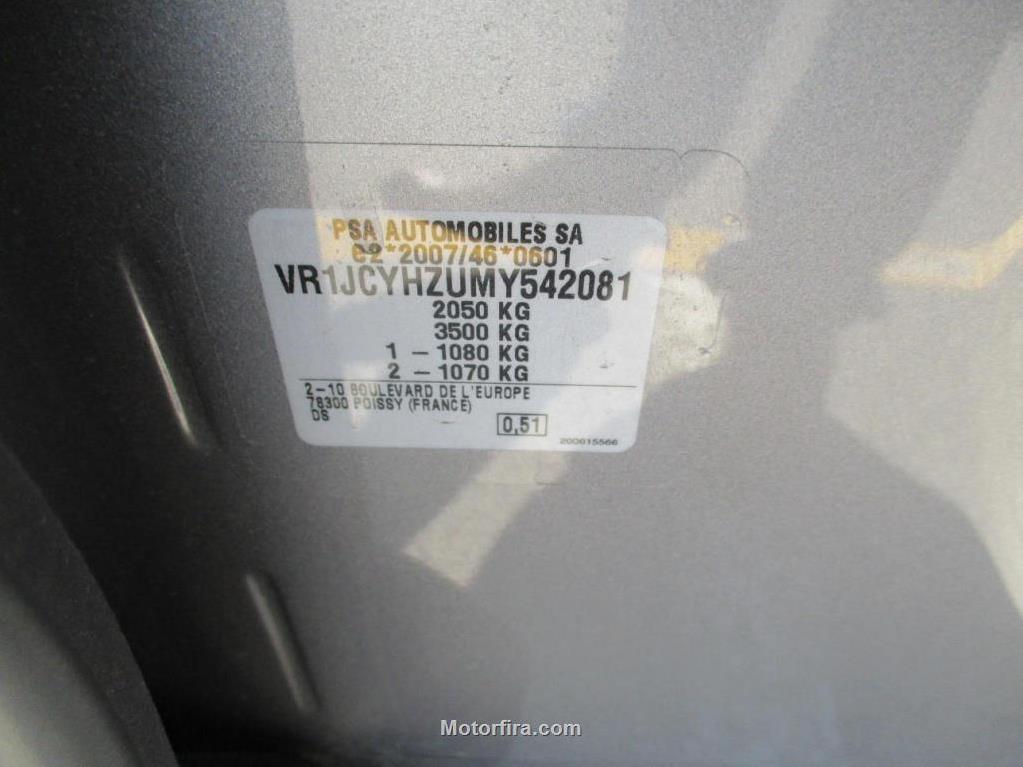 PSA AUTOMOBILES SA
e2*2007/46*0601
VR1JCYHZUMY542081
2050 KG
3500 KG
1 – 1080 KG
2 – 1070 KG
2–10 BOULEVARD DE L'EUROPE
78300 POISSY (FRANCE)
DS
0,51
200615566
Motorfira.com